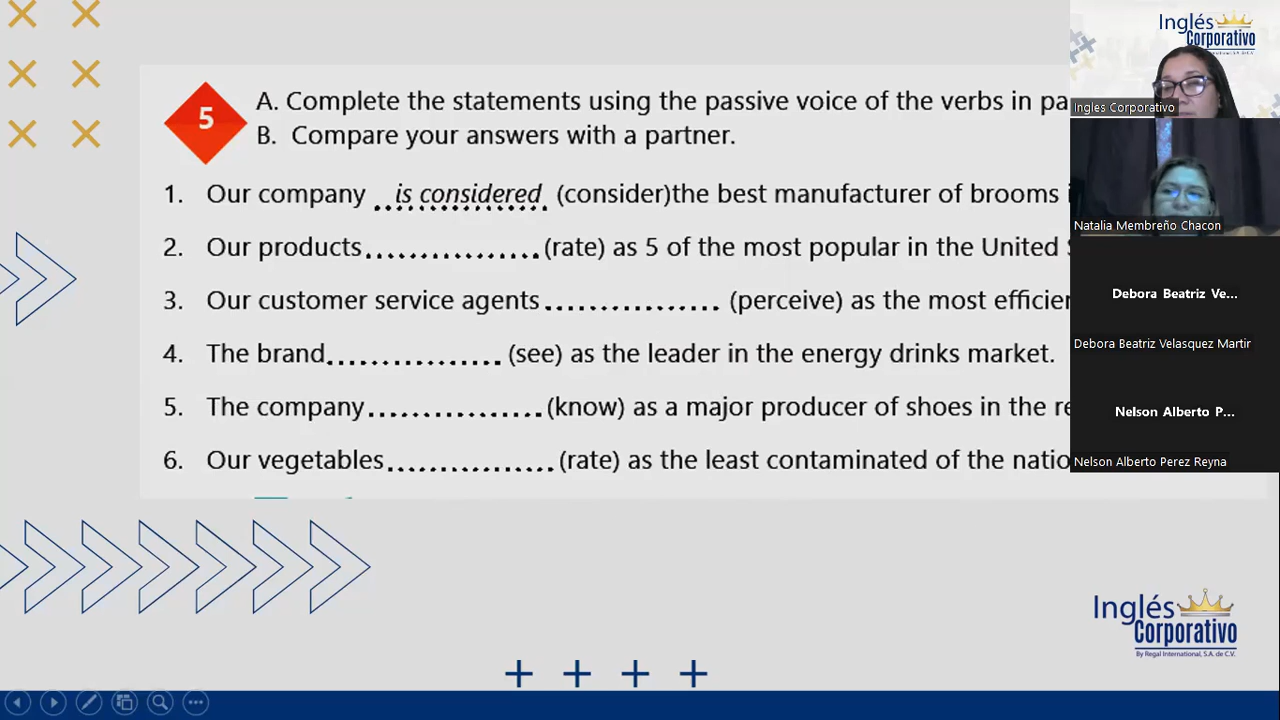 5
A. Complete the statements using the passive voice of the verbs in pa
B. Compare your answers with a partner.
1. Our company is considered (consider)the best manufacturer of brooms i
2. Our products................(rate) as 5 of the most popular in the United S
3. Our customer service agents................ (perceive) as the most efficien
4. The brand................ (see) as the leader in the energy drinks market.
5. The company................(know) as a major producer of shoes in the re
6. Our vegetables................(rate) as the least contaminated of the natio
Inglés
Corporativo
Ingles Corporativo
Natalia Membreño Chacon
Debora Beatriz Ve...
Debora Beatriz Velasquez Martir
Nelson Alberto P...
Nelson Alberto Perez Reyna
Inglés
Corporativo
By Regal International, S.A. de C.V.